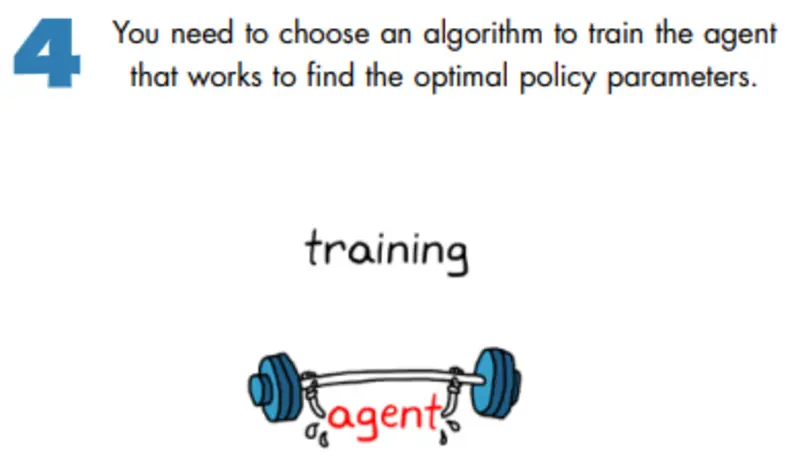 4
You need to choose an algorithm to train the agent
that works to find the optimal policy parameters.
training
agent